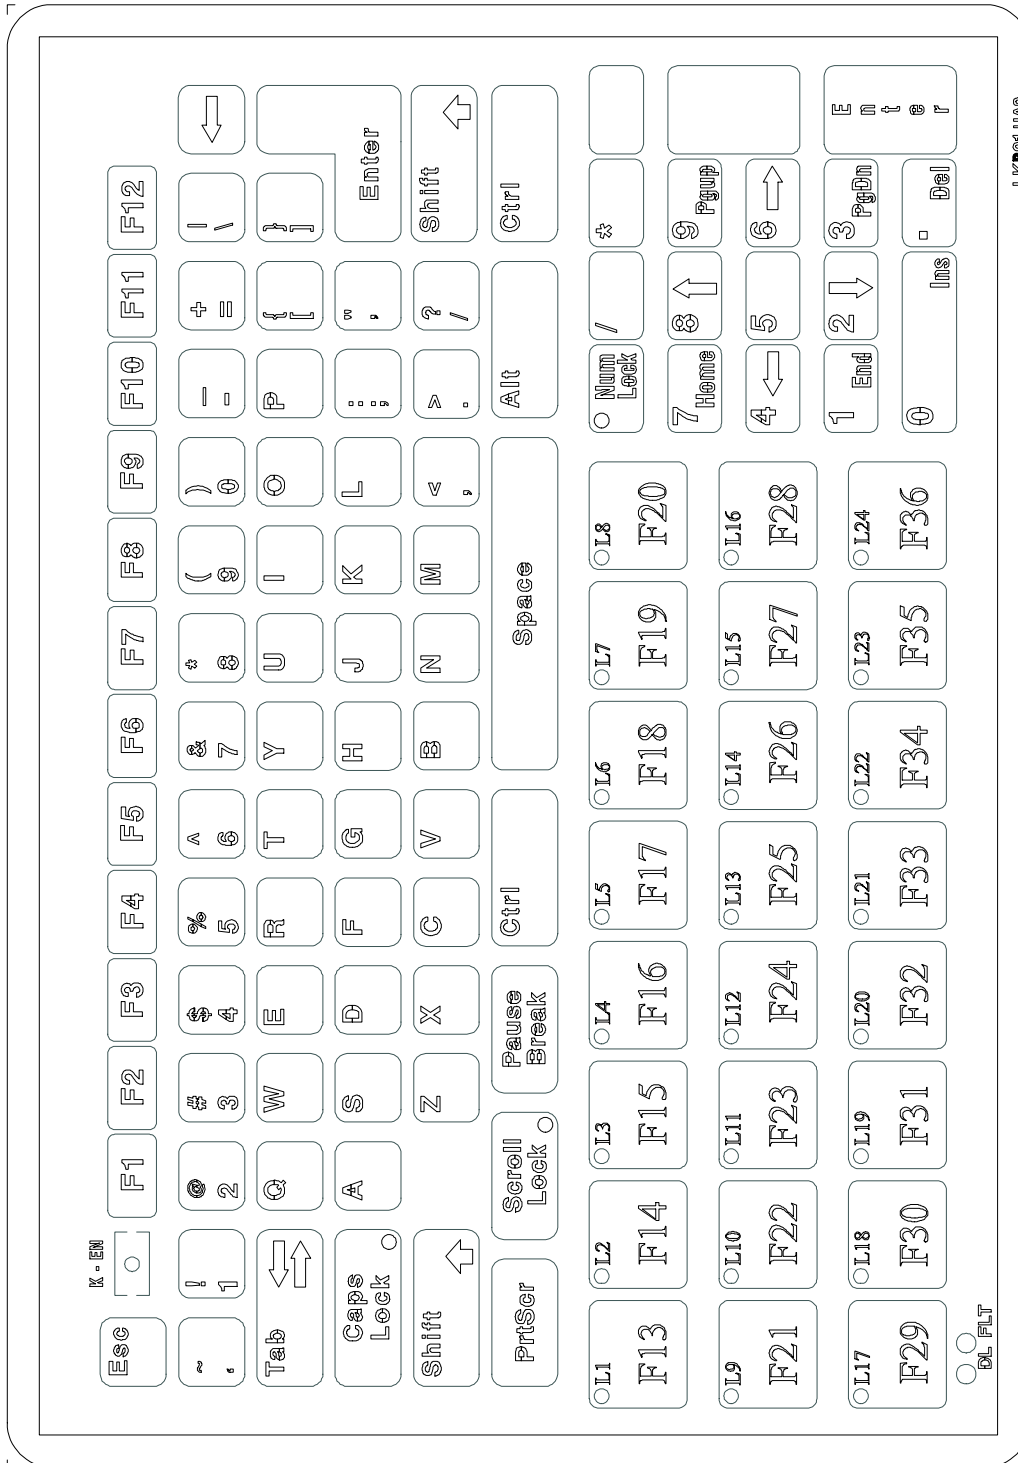 Esc K - EN F1 F2 F3 F4 F5 F6 F7 F8 F9 F10 F11 F12
~ ! @ # $ % ^ & * ( ) — + |
1 2 3 4 5 6 7 8 9 0 - = /
Tab Q W E R T Y U I O P { [ } ]
Caps Lock A S D F G H J K L : ; " , Enter
Shift Z X C V B N M < , > . ? / Shift
PrtScr Scroll Lock Pause Break Ctrl Space Alt Ctrl
L1 L2 L3 L4 L5 L6 L7 L8
F13 F14 F15 F16 F17 F18 F19 F20
L9 L10 L11 L12 L13 L14 L15 L16
F21 F22 F23 F24 F25 F26 F27 F28
L17 L18 L19 L20 L21 L22 L23 L24
F29 F30 F31 F32 F33 F34 F35 F36
DL FLT
Num Lock / *
7 Home 8 9 Pgup
4 5 6
1 End 2 3 PgDn Enter
0 Ins . Del